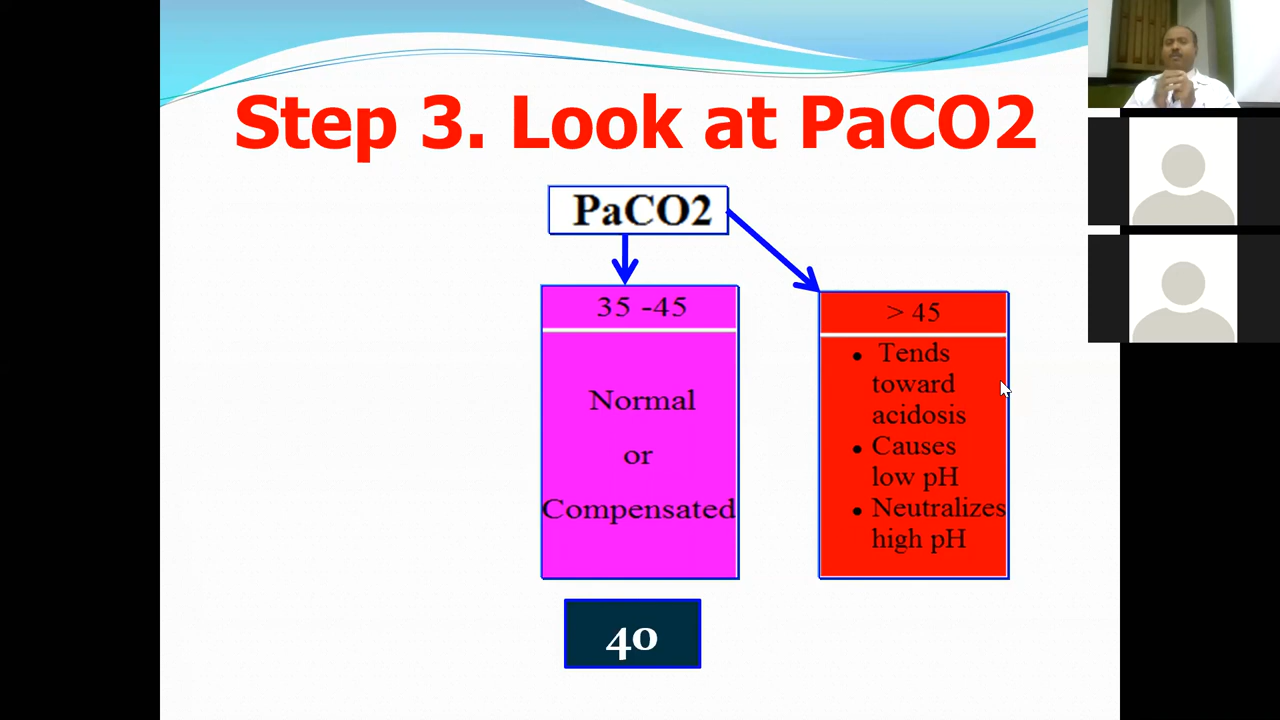 Step 3. Look at PaCO2
PaCO2
35 -45
Normal
or
Compensated
> 45
• Tends
toward
acidosis
• Causes
low pH
• Neutralizes
high pH
40